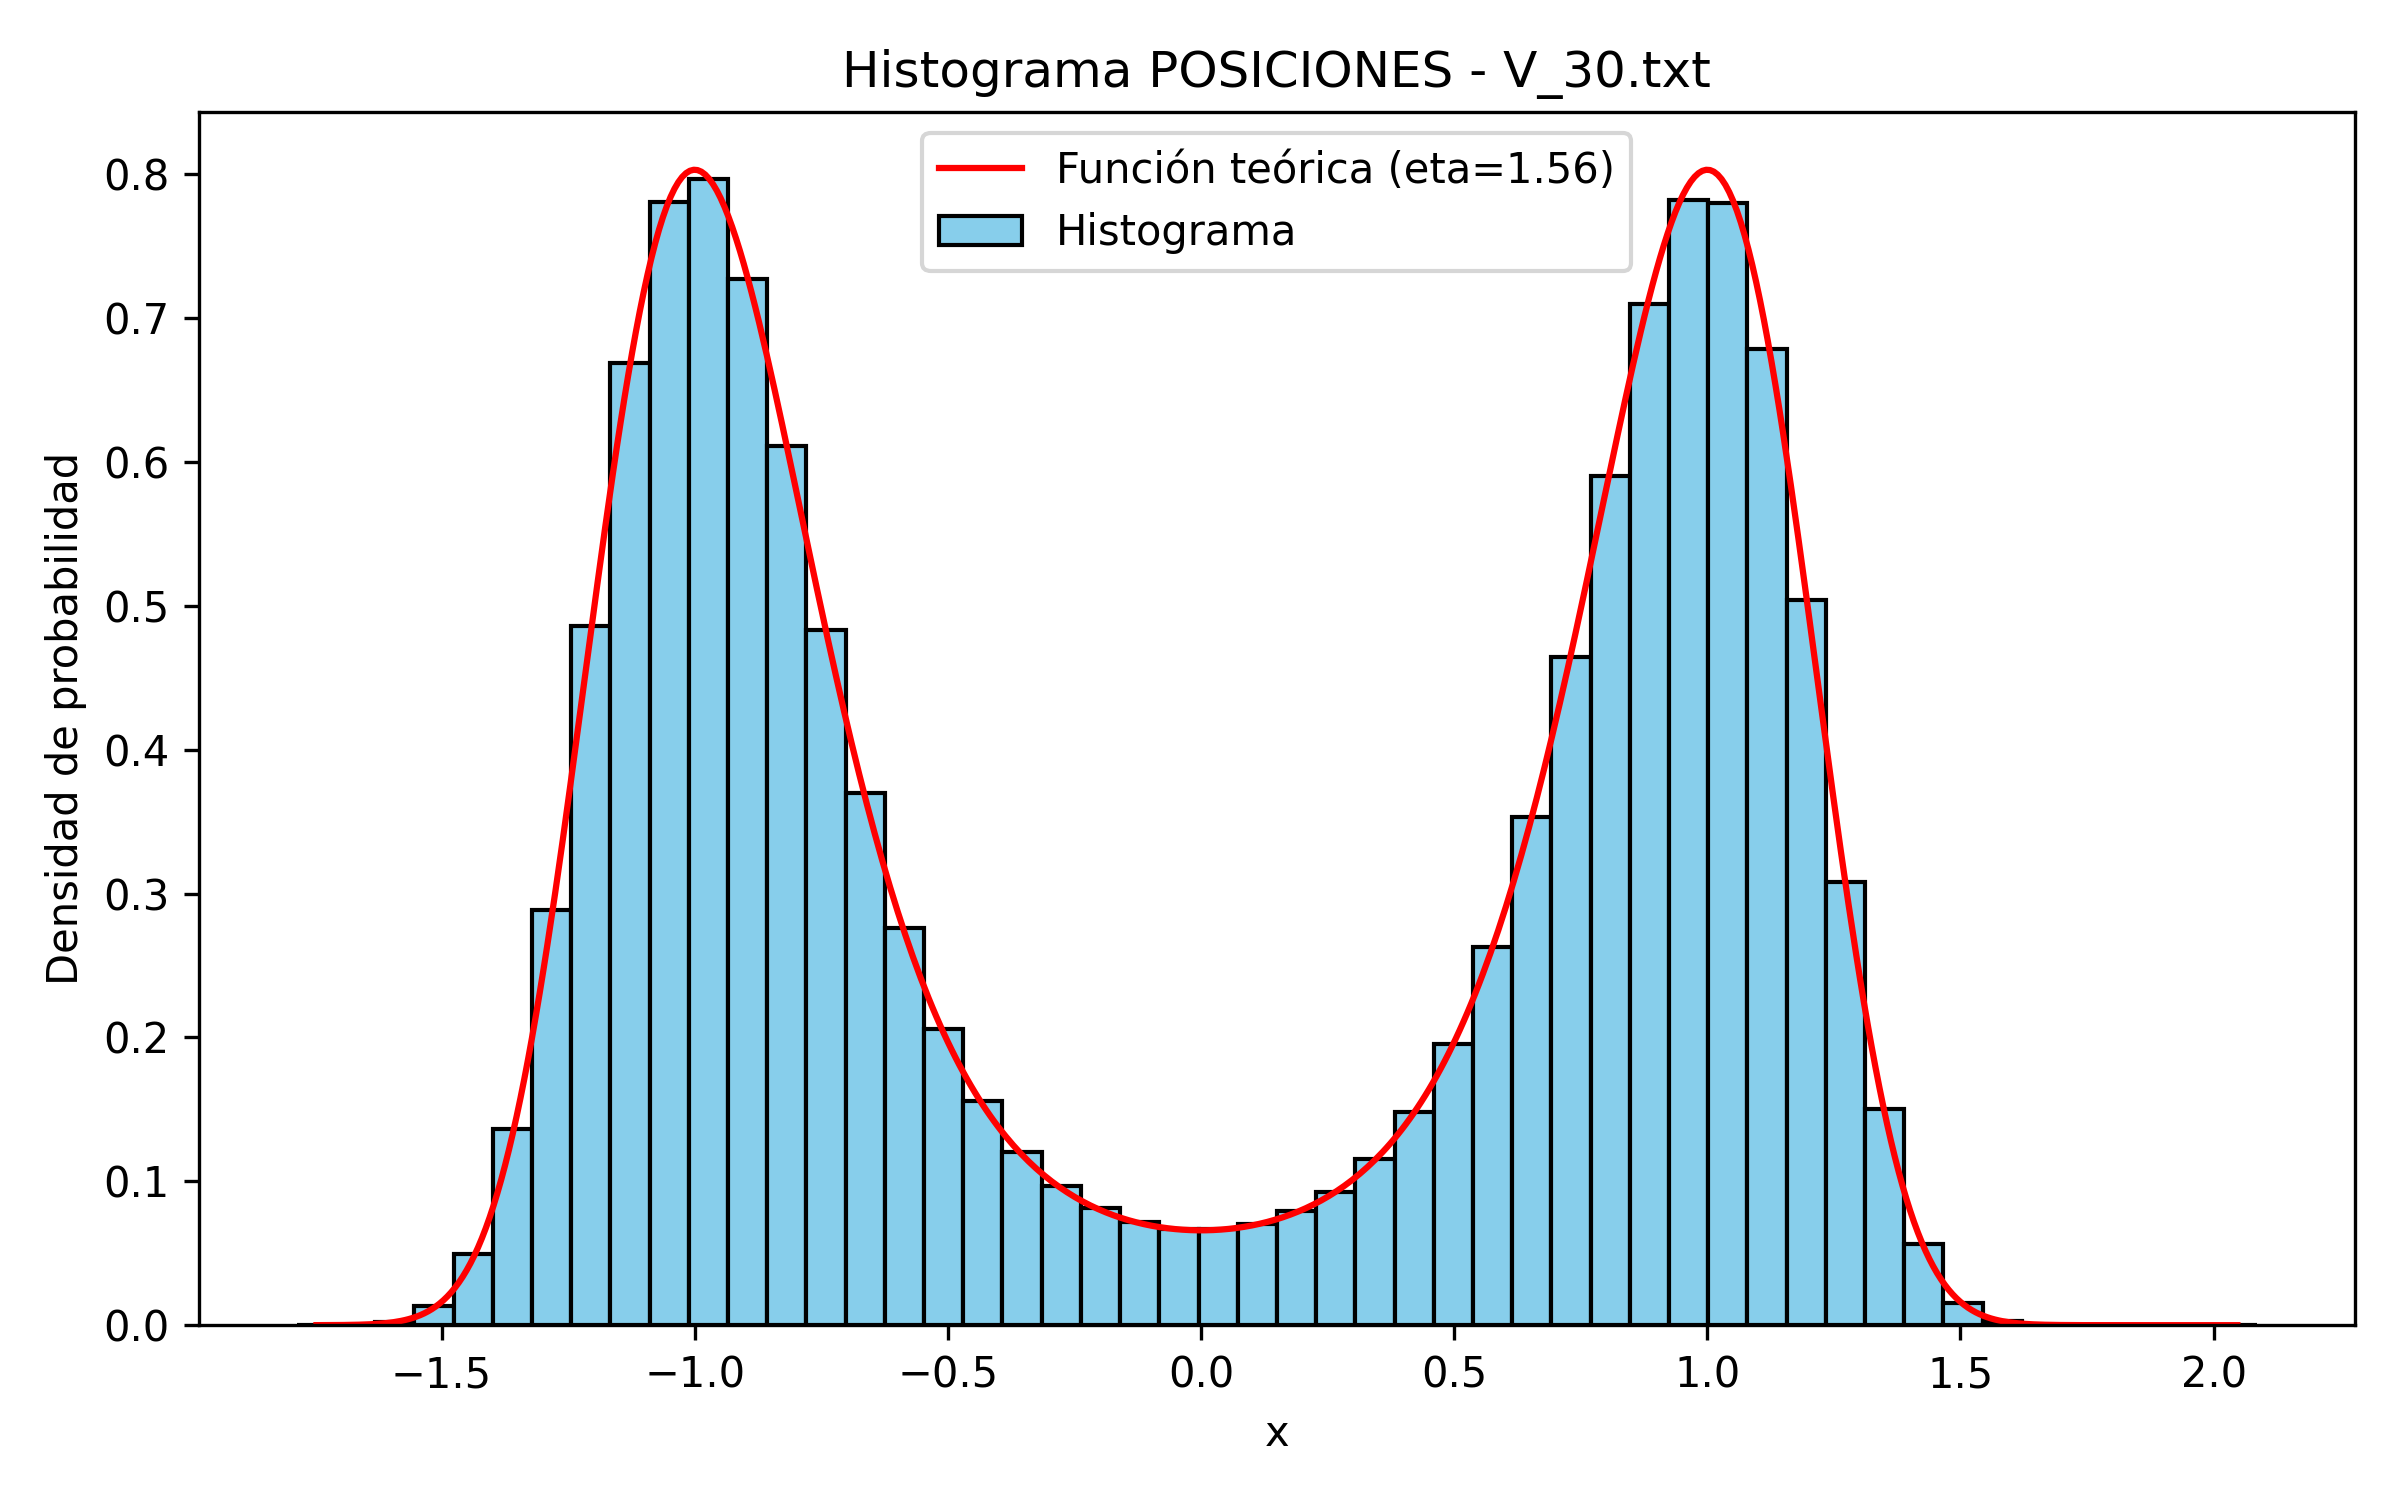 Histograma POSICIONES - V_30.txt
Función teórica (eta=1.56)
Histograma
Densidad de probabilidad
0.8
0.7
0.6
0.5
0.4
0.3
0.2
0.1
0.0
−1.5 −1.0 −0.5 0.0 0.5 1.0 1.5 2.0
x